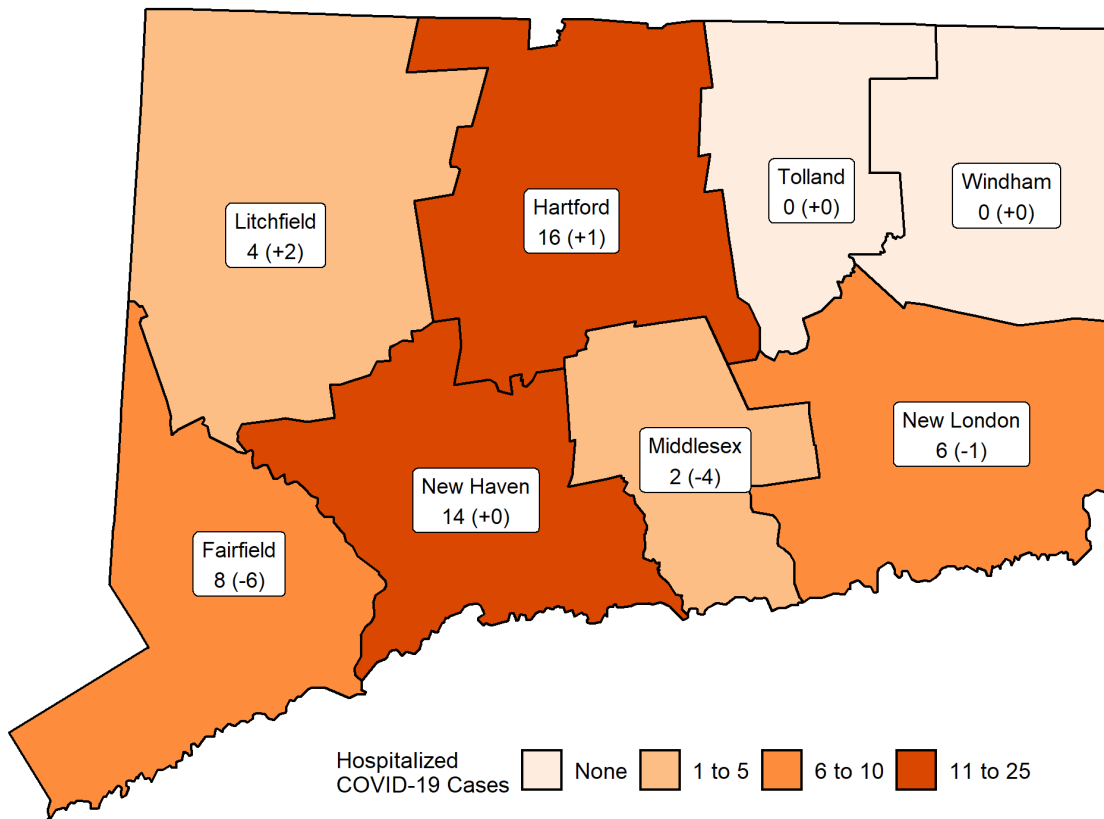 Tolland
0 (+0)
Windham
0 (+0)
Litchfield
4 (+2)
Hartford
16 (+1)
New London
6 (-1)
Middlesex
2 (-4)
New Haven
14 (+0)
Fairfield
8 (-6)
Hospitalized
COVID-19 Cases
None
1 to 5
6 to 10
11 to 25